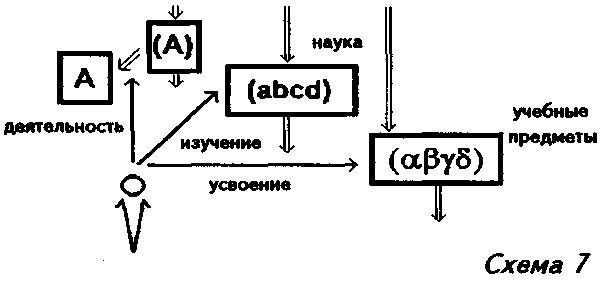 (A)
наука
A
(abcd)
учебные
предметы
деятельность
изучение
(αβγδ)
усвоение
Схема 7